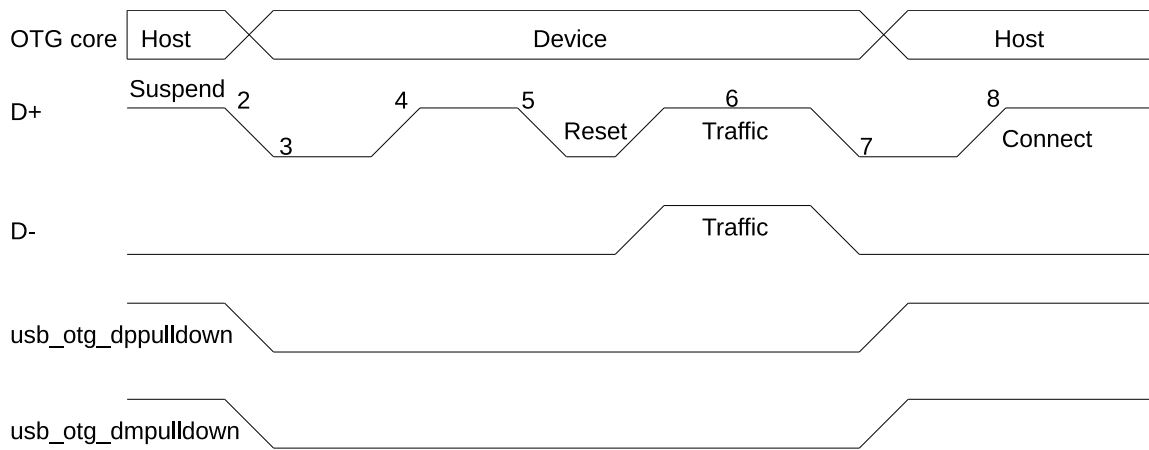 OTG core Host Device Host
Suspend 2 4 5 6 8
D+
3 Reset Traffic 7 Connect
D-
Traffic
usb_otg_dppulldown
usb_otg_dmpulldown